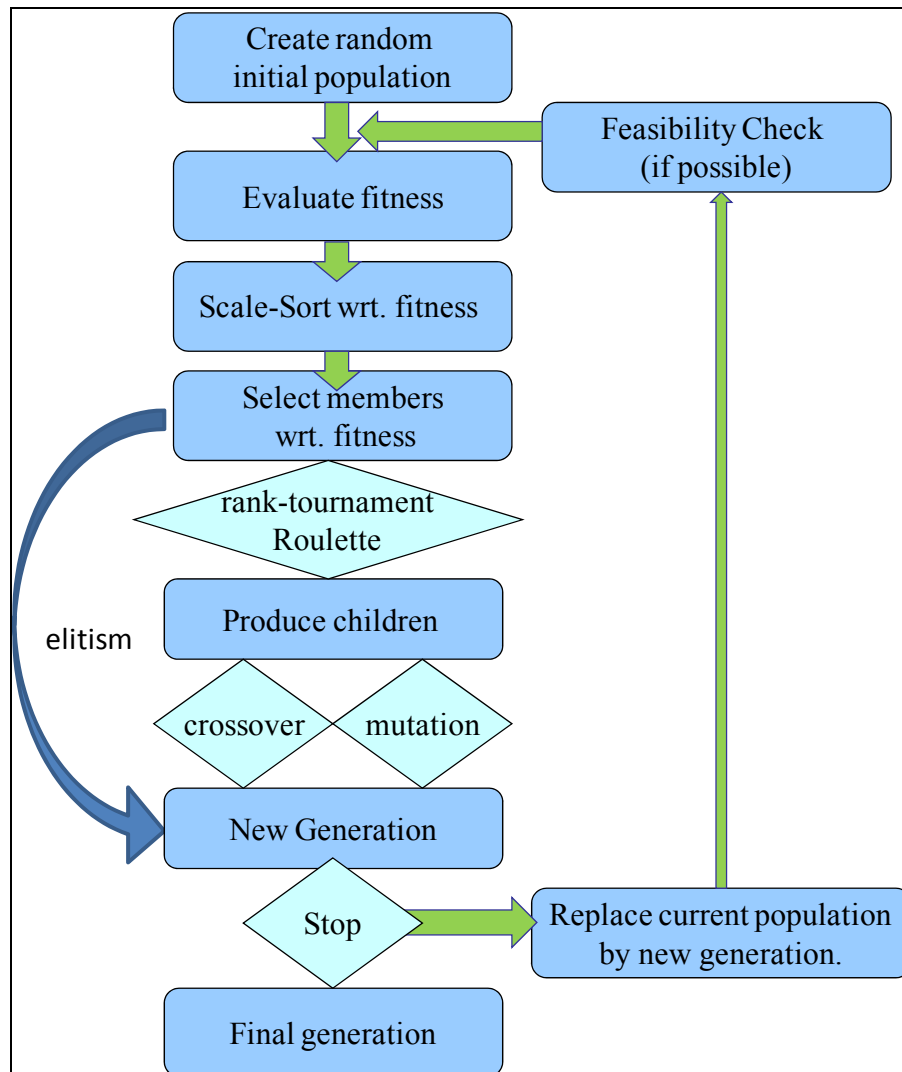 Create random
initial population
Feasibility Check
(if possible)
Evaluate fitness
Scale-Sort wrt. fitness
Select members
wrt. fitness
rank-tournament
Roulette
Produce children
elitism
crossover
mutation
New Generation
Stop
Replace current population
by new generation.
Final generation